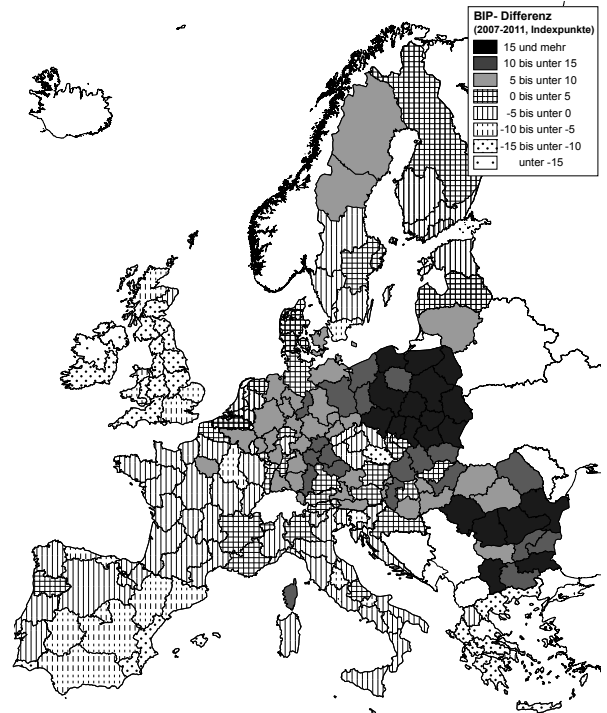 BIP- Differenz
(2007-2011, Indexpunkte)
15 und mehr
10 bis unter 15
5 bis unter 10
0 bis unter 5
-5 bis unter 0
-10 bis unter -5
-15 bis unter -10
unter -15